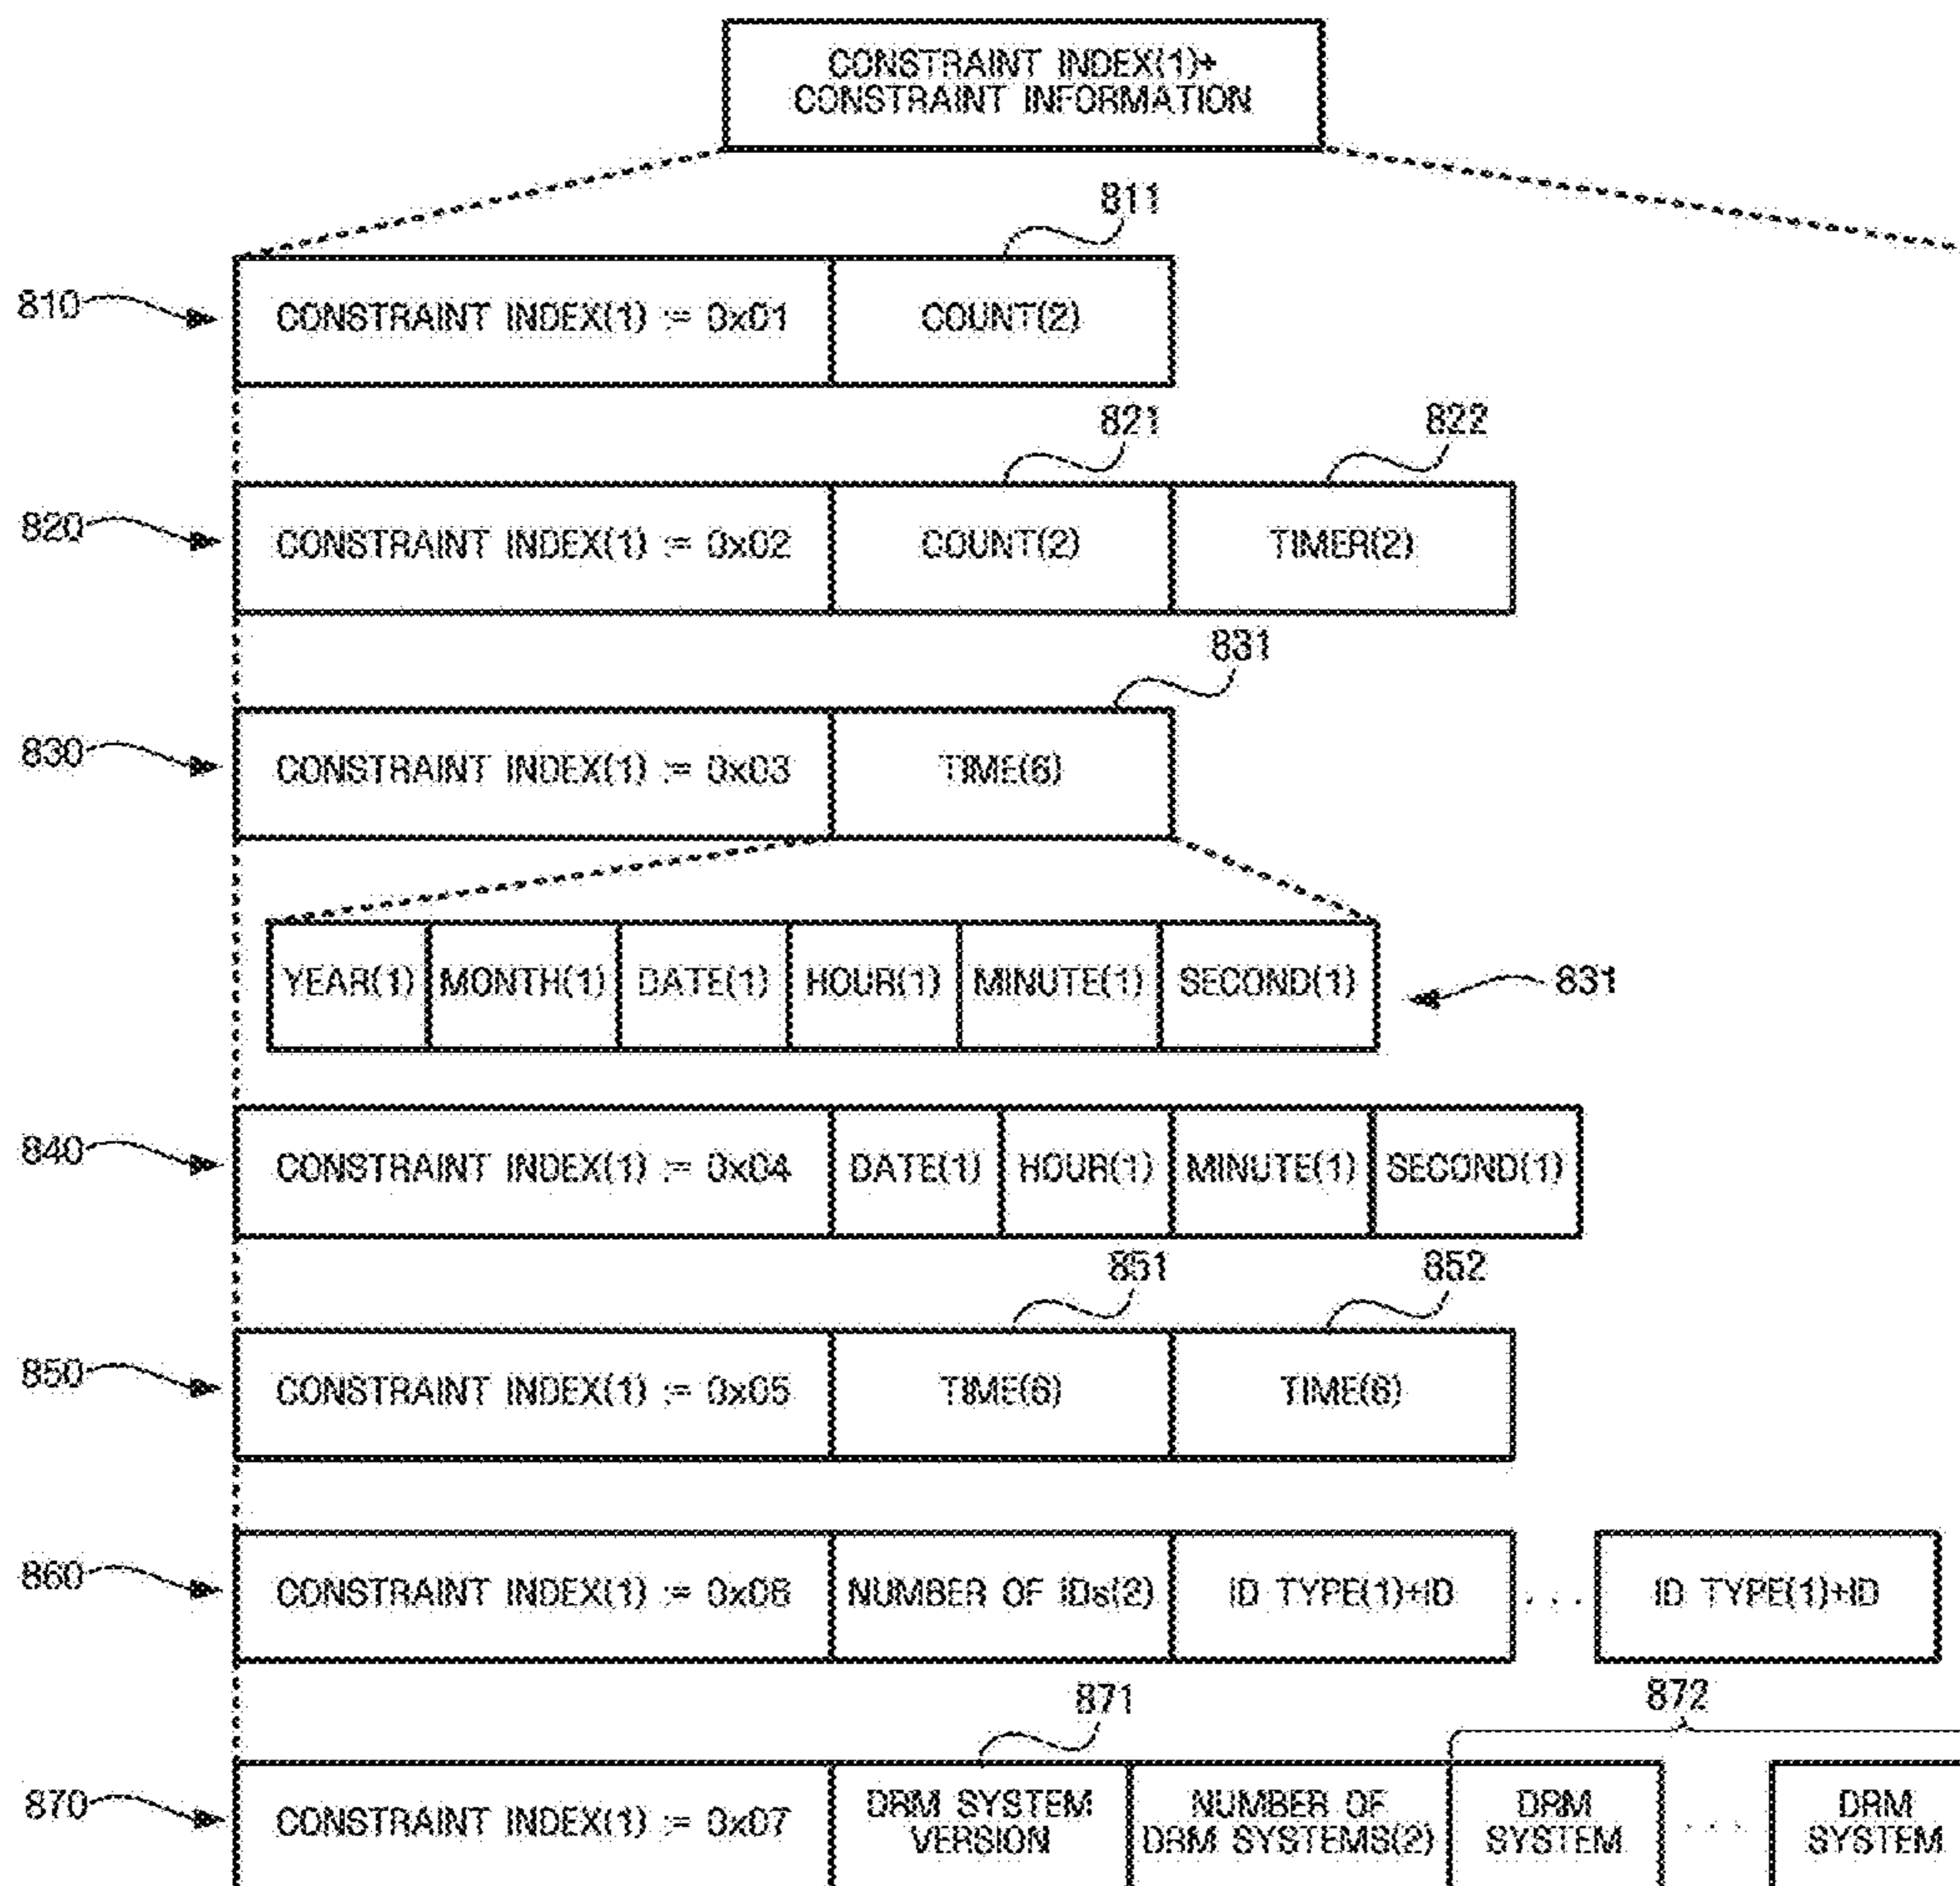 CONSTRAINT INDEX(1)+
CONSTRAINT INFORMATION
811
810
CONSTRAINT INDEX(1) := 0x01
COUNT(2)
821
822
820
CONSTRAINT INDEX(1) := 0x02
COUNT(2)
TIMER(2)
831
830
CONSTRAINT INDEX(1) := 0x03
TIME(6)
YEAR(1)
MONTH(1)
DATE(1)
HOUR(1)
MINUTE(1)
SECOND(1)
831
840
CONSTRAINT INDEX(1) := 0x04
DATE(1)
HOUR(1)
MINUTE(1)
SECOND(1)
851
852
850
CONSTRAINT INDEX(1) := 0x05
TIME(6)
TIME(6)
860
CONSTRAINT INDEX(1) := 0x06
NUMBER OF IDs(2)
ID TYPE(1)+ID
. . .
ID TYPE(1)+ID
871
872
870
CONSTRAINT INDEX(1) := 0x07
DRM SYSTEM
VERSION
NUMBER OF
DRM SYSTEMS(2)
DRM
SYSTEM
. . .
DRM
SYSTEM